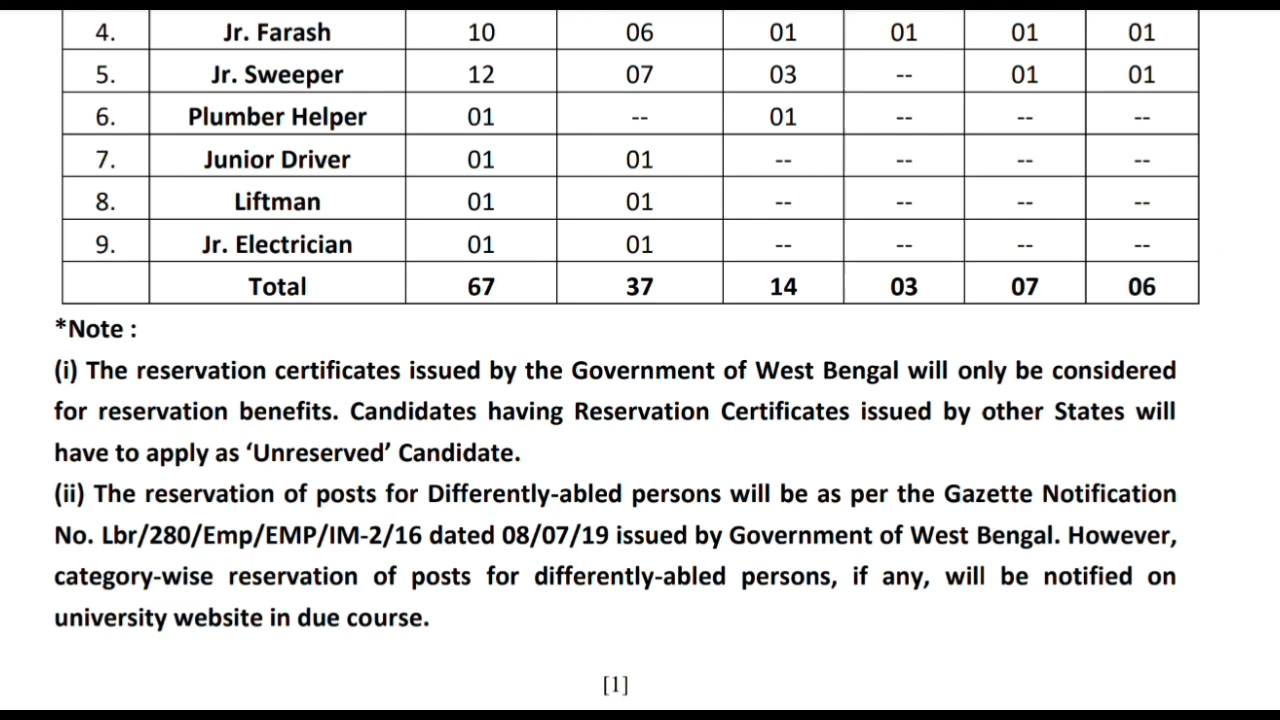 4. Jr. Farash 10 06 01 01 01 01
5. Jr. Sweeper 12 07 03 -- 01 01
6. Plumber Helper 01 -- 01 -- -- --
7. Junior Driver 01 01 -- -- -- --
8. Liftman 01 01 -- -- -- --
9. Jr. Electrician 01 01 -- -- -- --
Total 67 37 14 03 07 06
*Note :
(i) The reservation certificates issued by the Government of West Bengal will only be considered
for reservation benefits. Candidates having Reservation Certificates issued by other States will
have to apply as ‘Unreserved’ Candidate.
(ii) The reservation of posts for Differently-abled persons will be as per the Gazette Notification
No. Lbr/280/Emp/EMP/IM-2/16 dated 08/07/19 issued by Government of West Bengal. However,
category-wise reservation of posts for differently-abled persons, if any, will be notified on
university website in due course.
[1]